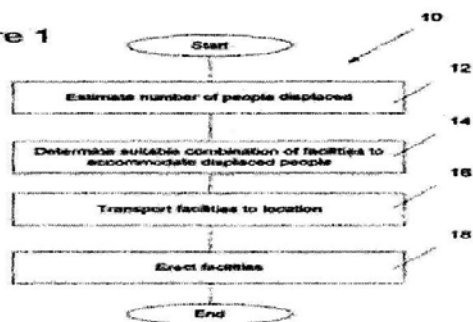 re 1
Start
10
Estimate number of people displaced
12
Determine suitable combination of facilities to
accommodate displaced people
14
Transport facilities to location
16
Erect facilities
18
End